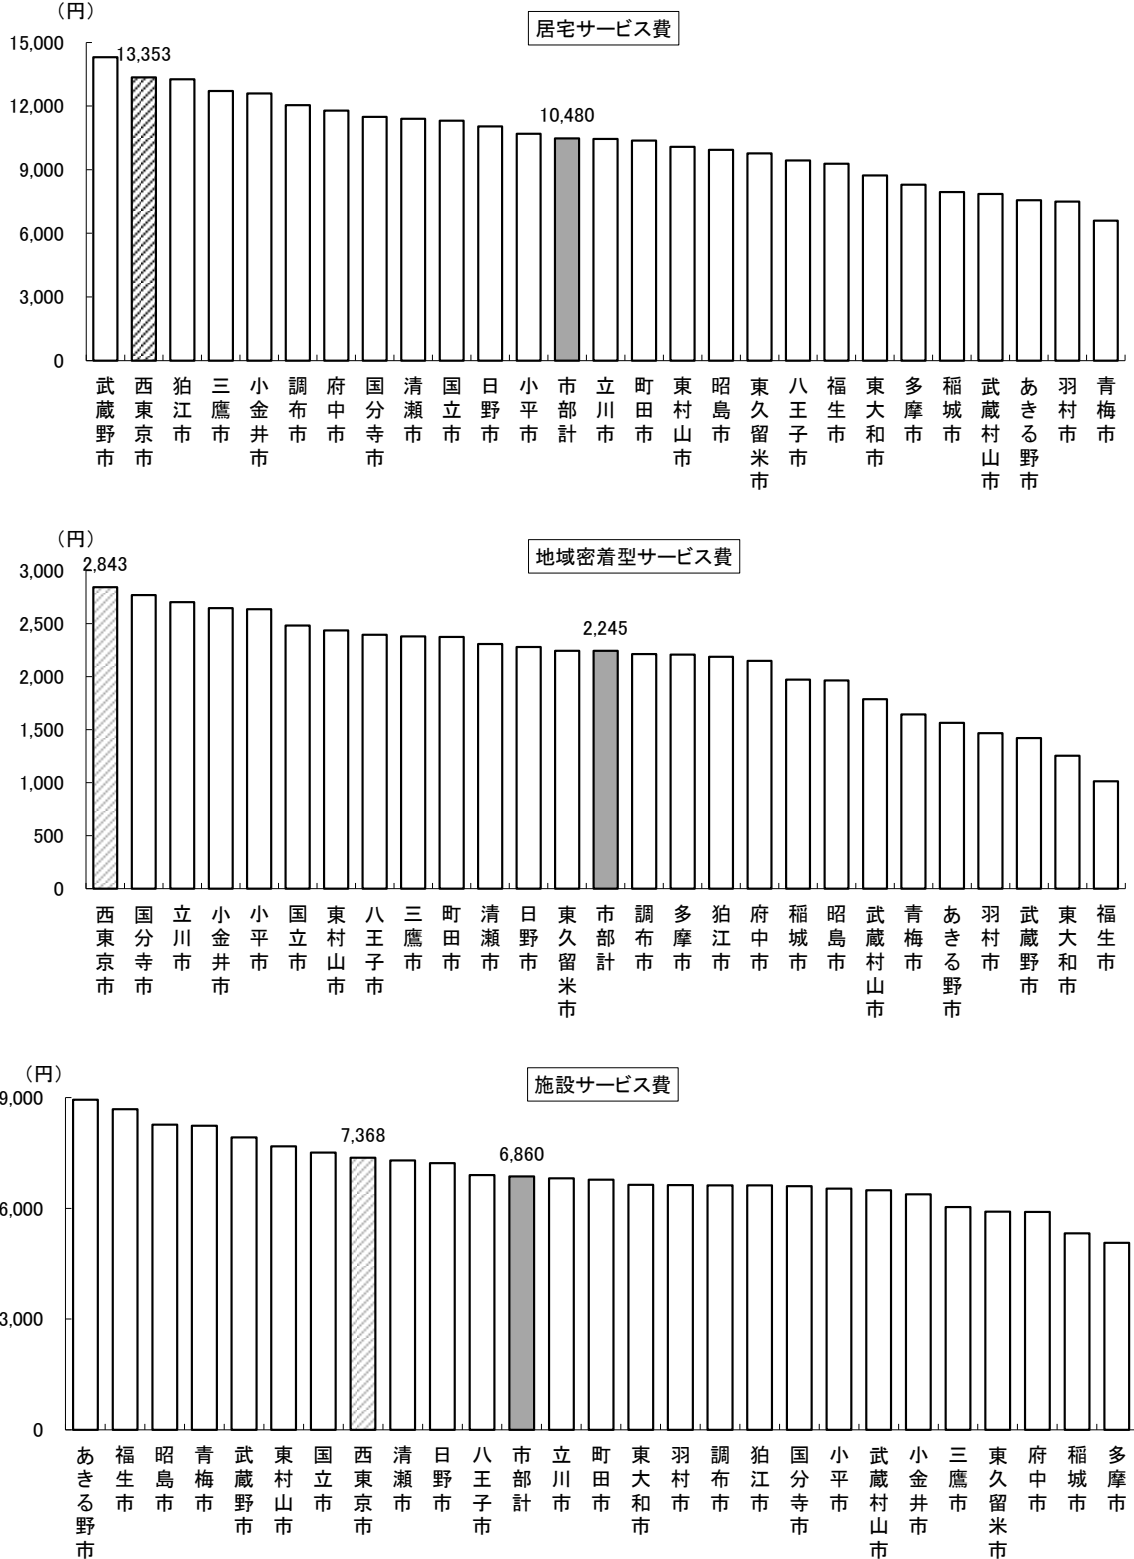 （円）
居宅サービス費
15,000
13,353
12,000
10,480
9,000
6,000
3,000
0
武蔵野市
西東京市
狛江市
三鷹市
小金井市
調布市
府中市
国分寺市
清瀬市
国立市
日野市
小平市
市部計
立川市
町田市
東村山市
昭島市
東久留米市
八王子市
福生市
東大和市
多摩市
稲城市
武蔵村山市
あきる野市
羽村市
青梅市
（円）
地域密着型サービス費
3,000
2,843
2,500
2,245
2,000
1,500
1,000
500
0
西東京市
国分寺市
立川市
小金井市
小平市
国立市
東村山市
八王子市
三鷹市
町田市
清瀬市
日野市
東久留米市
市部計
調布市
多摩市
狛江市
府中市
稲城市
昭島市
武蔵村山市
青梅市
あきる野市
羽村市
武蔵野市
東大和市
福生市
（円）
施設サービス費
9,000
7,368
6,860
6,000
3,000
0
あきる野市
福生市
昭島市
青梅市
武蔵野市
東村山市
国立市
西東京市
清瀬市
日野市
八王子市
市部計
立川市
町田市
東大和市
羽村市
調布市
狛江市
国分寺市
小平市
武蔵村山市
小金井市
三鷹市
東久留米市
府中市
稲城市
多摩市